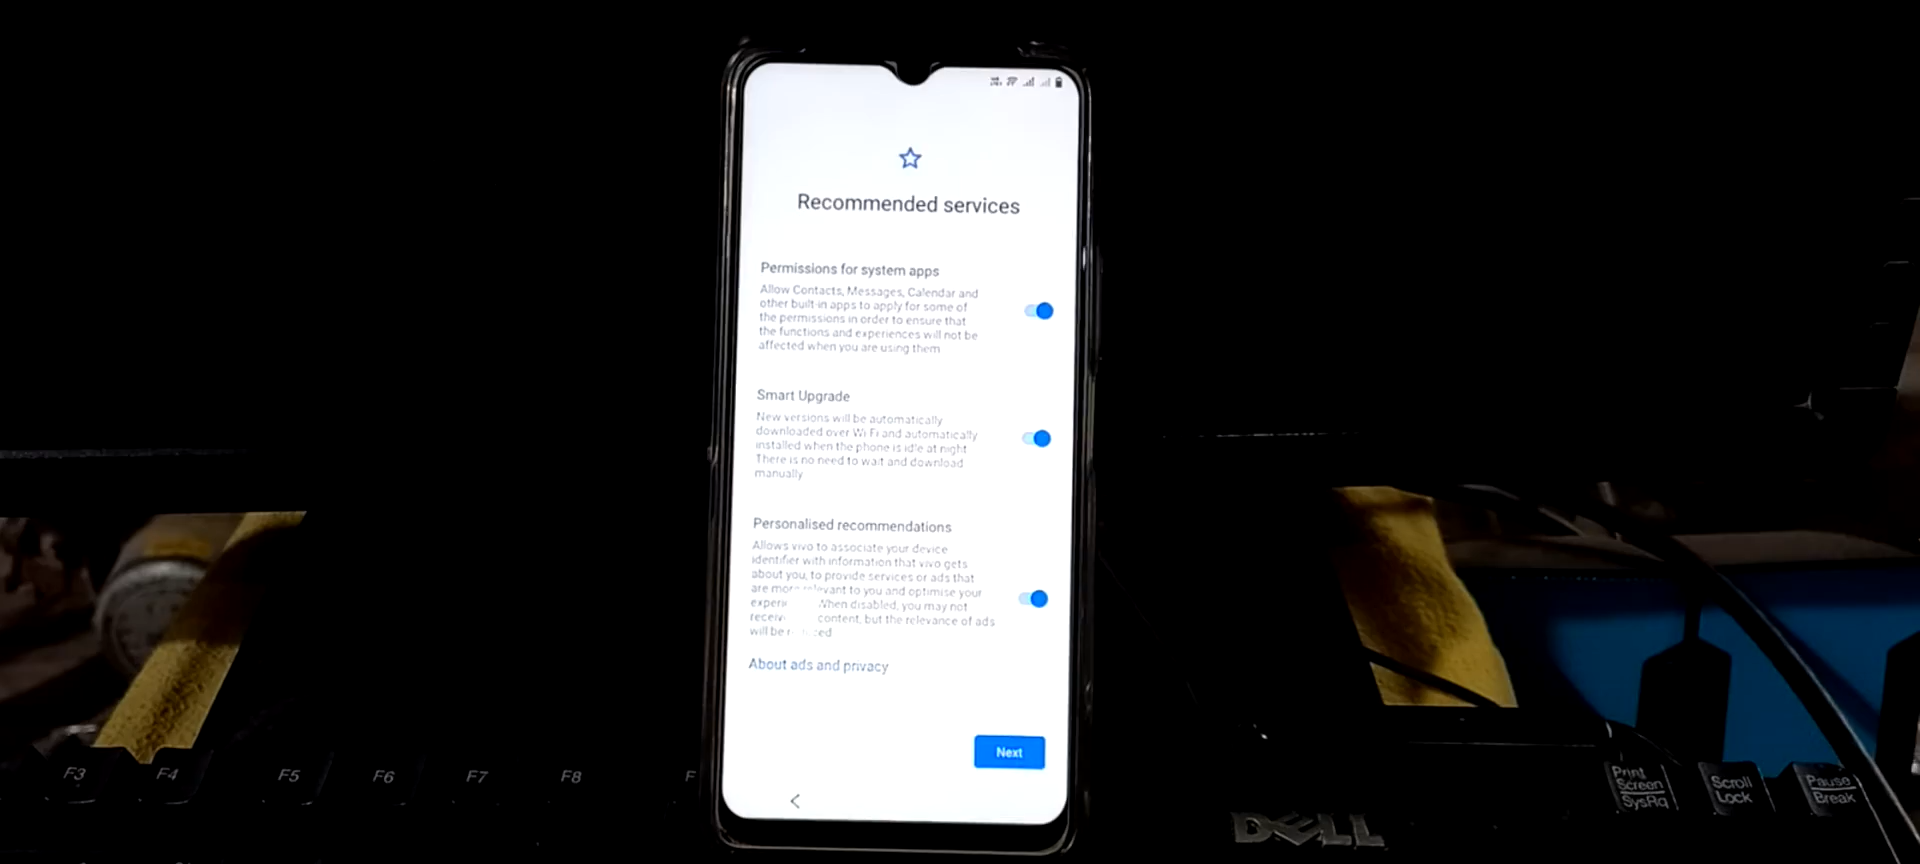 Recommended services
Permissions for system apps
Allow Contacts, Messages, Calendar and
other built-in apps to apply for some of
the permissions in order to ensure that
the functions and experiences will not be
affected when you are using them
Smart Upgrade
New versions will be automatically
downloaded over Wi Fi and automatically
installed when the phone is idle at night
There is no need to wait and download
manually
Personalised recommendations
Allows vivo to associate your device
identifier with information that vivo gets
about you, to provide services or ads that
are more relevant to you and optimise your
When disabled, you may not
content, but the relevance of ads
will be
About ads and privacy
Next
F3
F4
F5
F6
F7
F8
F
Print
Screen
SysRq
Scroll
Lock
Pause
Break
DELL